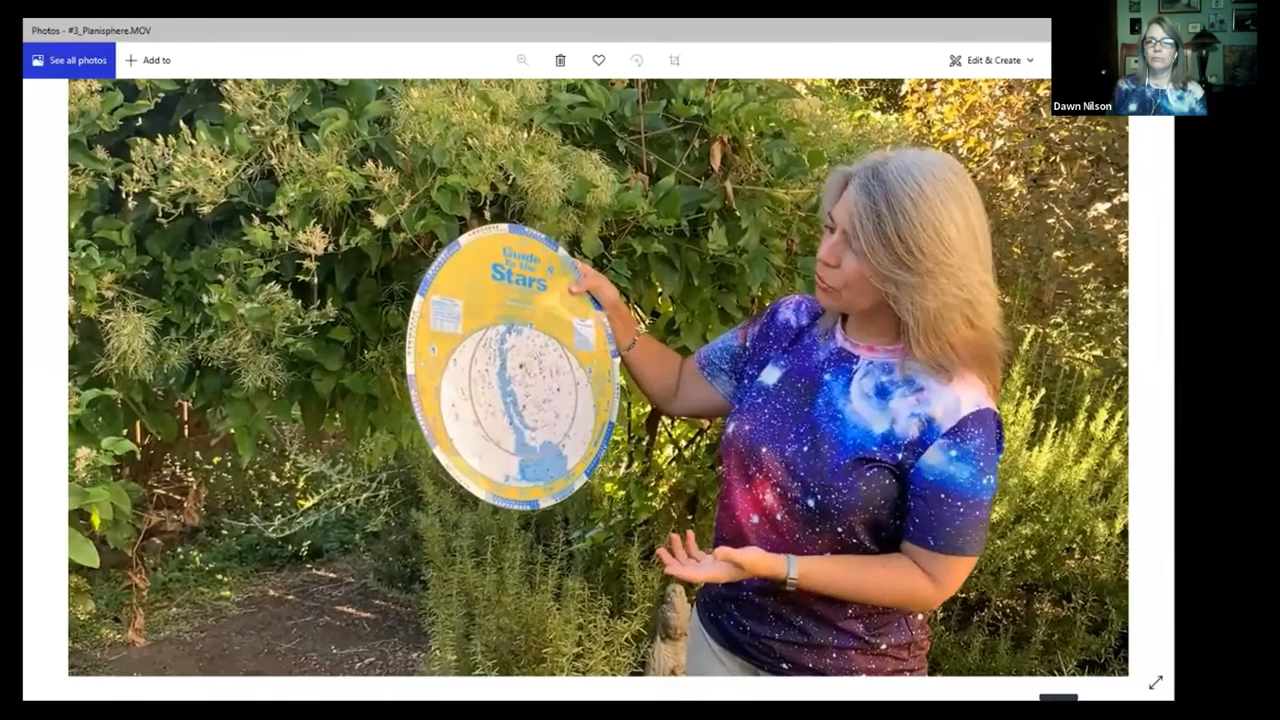 Photos - #3_Planisphere.MOV
See all photos
Add to
Edit & Create
Dawn Nilson
Guide
to the
Stars